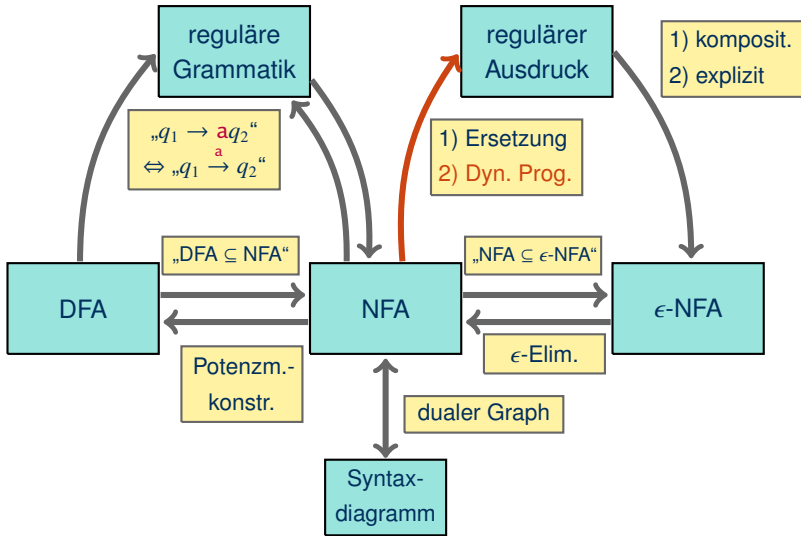 reguläre
Grammatik
regulärer
Ausdruck
1) komposit.
2) explizit
„q₁ → aq₂“
⇔ „q₁ →ᵃ q₂“
1) Ersetzung
2) Dyn. Prog.
„DFA ⊆ NFA“
„NFA ⊆ ϵ-NFA“
DFA
NFA
ϵ-NFA
Potenzm.-
konstr.
ϵ-Elim.
dualer Graph
Syntax-
diagramm